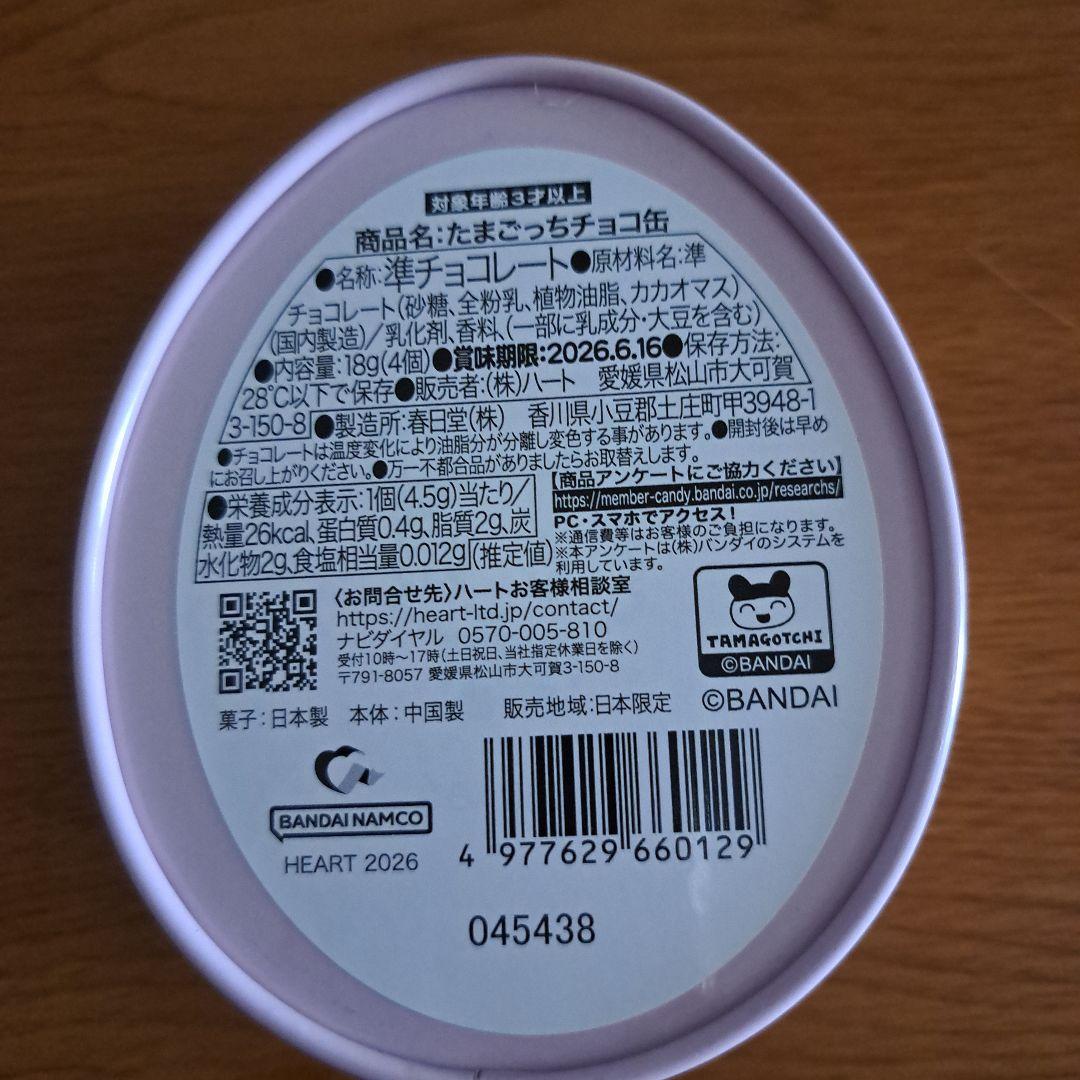 対象年齢3才以上
商品名:たまごっちチョコ缶
●名称:準チョコレート●原材料名:準
チョコレート(砂糖、全粉乳、植物油脂、カカオマス)
(国内製造)/乳化剤、香料、(一部に乳成分・大豆を含む)
●内容量:18g(4個)●賞味期限:2026.6.16●保存方法:
28℃以下で保存●販売者:(株)ハート 愛媛県松山市大可賀
3-150-8 ●製造所:春日堂(株) 香川県小豆郡土庄町甲3948-1
●チョコレートは温度変化により油脂分が分離し変色する事があります。●開封後は早め
にお召し上がりください。●万一不都合品がありましたらお取替えします。
●栄養成分表示:1個(4.5g)当たり/
熱量26kcal、蛋白質0.4g、脂質2g、炭
水化物2g、食塩相当量0.012g(推定値)
【商品アンケートにご協力ください】
https://member-candy.bandai.co.jp/researchs/
PC・スマホでアクセス!
※通信費等はお客様のご負担になります。
※本アンケートは(株)バンダイのシステムを
利用しています。
〈お問合せ先〉ハートお客様相談室
https://heart-ltd.jp/contact/
ナビダイヤル 0570-005-810
受付10時〜17時(土日祝日、当社指定休業日を除く)
〒791-8057 愛媛県松山市大可賀3-150-8
TAMAGOTCHI
©BANDAI
©BANDAI
菓子:日本製 本体:中国製 販売地域:日本限定
BANDAI NAMCO
HEART 2026
4 977629 660129
045438